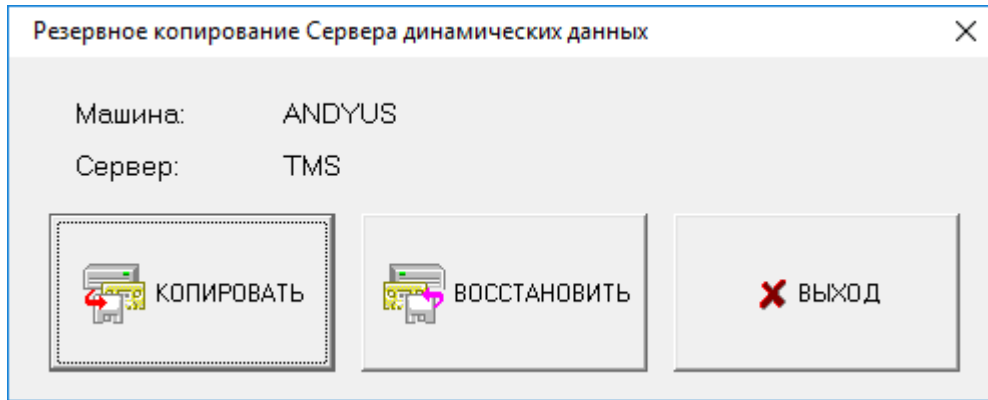 Резервное копирование Сервера динамических данных
Машина: ANDYUS
Сервер: TMS
КОПИРОВАТЬ ВОССТАНОВИТЬ ВЫХОД